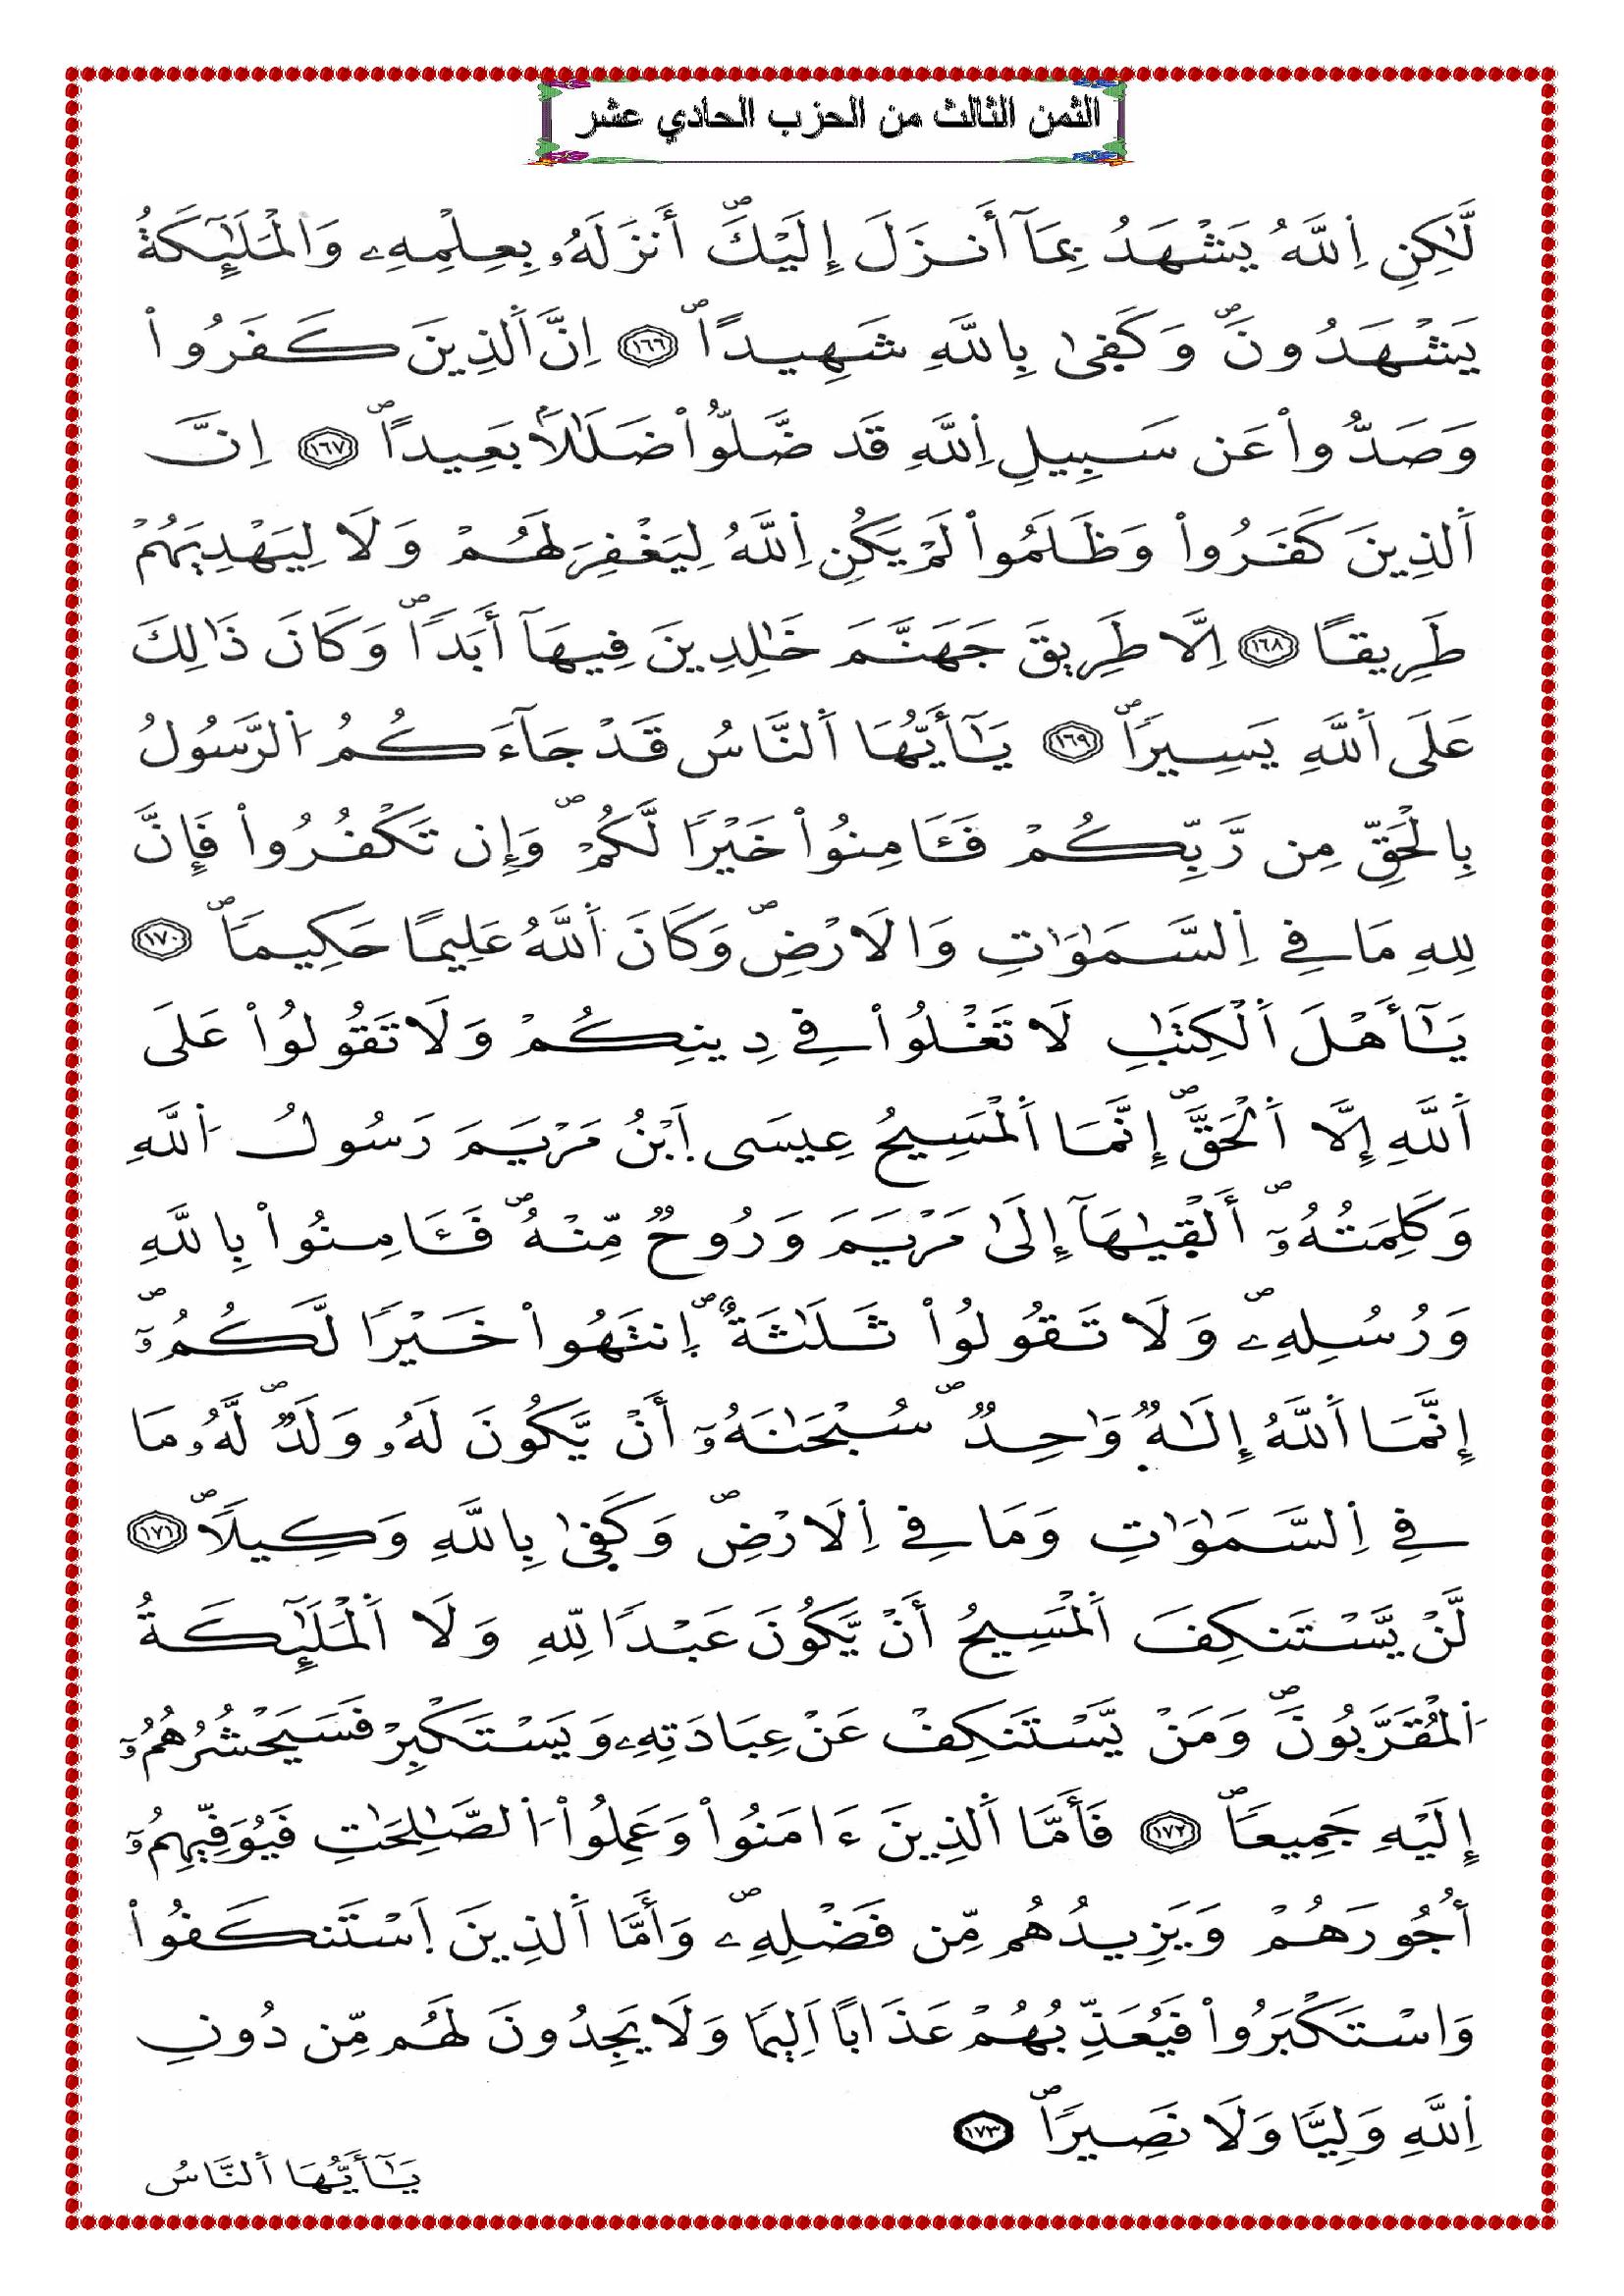 الثمن الثالث من الحزب الحادي عشر
لَّٰكِنِ اِ۬للَّهُ يَشْهَدُ بِمَآ أَنزَلَ إِلَيْكَۖ أَنزَلَهُۥ بِعِلْمِهِۦ وَالْمَلَٰٓئِكَةُ
يَشْهَدُونَۖ وَكَفۭيٰ بِاللَّهِ شَهِيداًۖ ١٦٦ اِنَّ اَ۬لذِينَ كَفَرُواْ
وَصَدُّواْ عَن سَبِيلِ اِ۬للَّهِ قَد ضَّلُّواْ ضَلَٰلاَۢ بَعِيداًۖ ١٦٧ اِنَّ
اَ۬لذِينَ كَفَرُواْ وَظَلَمُواْ لَمْ يَكُنِ اِ۬للَّهُ لِيَغْفِرَ لَهُمْ وَلَا لِيَهْدِيَهُمْ
طَرِيقاً ١٦٨ اِلَّا طَرِيقَ جَهَنَّمَ خَٰلِدِينَ فِيهَآ أَبَداٗۖ وَكَانَ ذَٰلِكَ
عَلَى اَ۬للَّهِ يَسِيراٗۖ ١٦٩ يَٰٓأَيُّهَا اَ۬لنَّاسُ قَدْ جَآءَكُمُ اُ۬لرَّسُولُ
بِالْحَقِّ مِن رَّبِّكُمْ فَـَٔامِنُواْ خَيْراٗ لَّكُمْۖ وَإِن تَكْفُرُواْ فَإِنَّ
لِلهِ مَا فِے اِ۬لسَّمَٰوَٰتِ وَالَارْضِۖ وَكَانَ اَ۬للَّهُ عَلِيماً حَكِيماٗۖ ١٧٠
يَٰٓأَهْلَ اَ۬لْكِتَٰبِ لَا تَغْلُواْ فِے دِينِكُمْ وَلَا تَقُولُواْ عَلَى
اَ۬للَّهِ إِلَّا اَ۬لْحَقَّۖ إِنَّمَا اَ۬لْمَسِيحُ عِيسَى اَ۪بْنُ مَرْيَمَ رَسُولُ اُ۬للَّهِ
وَكَلِمَتُهُۥٓۖ أَلْقۭيٰهَآ إِلَىٰ مَرْيَمَ وَرُوحٞ مِّنْهُۖ فَـَٔامِنُواْ بِاللَّهِ
وَرُسُلِهِۦۖ وَلَا تَقُولُواْ ثَلَٰثَةٌۖ اِ۪نتَهُواْ خَيْراٗ لَّكُمُۥٓۖ
إِنَّمَا اَ۬للَّهُ إِلَٰهٞ وَٰحِدٞۖ سُبْحَٰنَهُۥٓ أَنْ يَّكُونَ لَهُۥ وَلَدٞۖ لَّهُۥ مَا
فِے اِ۬لسَّمَٰوَٰتِ وَمَا فِے اِ۬لَارْضِۖ وَكَفۭيٰ بِاللَّهِ وَكِيلاٗۖ ١٧١
لَّنْ يَّسْتَنكِفَ اَ۬لْمَسِيحُ أَنْ يَّكُونَ عَبْداٗ لِّلهِ وَلَا اَ۬لْمَلَٰٓئِكَةُ
اُ۬لْمُقَرَّبُونَۖ وَمَنْ يَّسْتَنكِفْ عَنْ عِبَادَتِهِۦ وَيَسْتَكْبِرْ فَسَيَحْشُرُهُمُۥٓ
إِلَيْهِ جَمِيعاٗۖ ١٧٢ فَأَمَّا اَ۬لذِينَ ءَامَنُواْ وَعَمِلُواْ اُ۬لصَّٰلِحَٰتِ فَيُوَفِّيهِمُۥٓ
أُجُورَهُمْ وَيَزِيدُهُم مِّن فَضْلِهِۦۖ وَأَمَّا اَ۬لذِينَ اَ۪سْتَنكَفُواْ
وَاسْتَكْبَرُواْ فَيُعَذِّبُهُمْ عَذَاباً اَلِيماٗ وَلَا يَجِدُونَ لَهُم مِّن دُونِ
اِ۬للَّهِ وَلِيّاٗ وَلَا نَصِيراٗۖ ١٧٣
يَٰٓأَيُّهَا اَ۬لنَّاسُ